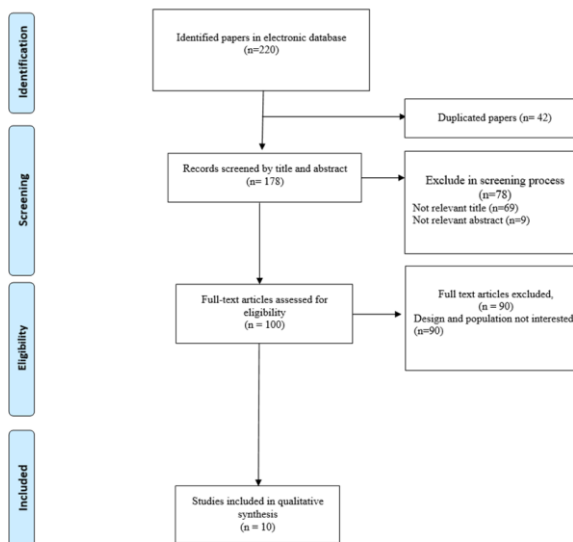 Identification
Identified papers in electronic database
(n=220)
Duplicated papers (n= 42)
Screening
Records screened by title and abstract
(n= 178)
Exclude in screening process
(n=78)
Not relevant title (n=69)
Not relevant abstract (n=9)
Eligibility
Full-text articles assessed for
eligibility
(n = 100)
Full text articles excluded,
(n = 90)
Design and population not interested
(n=90)
Included
Studies included in qualitative
synthesis
(n = 10)